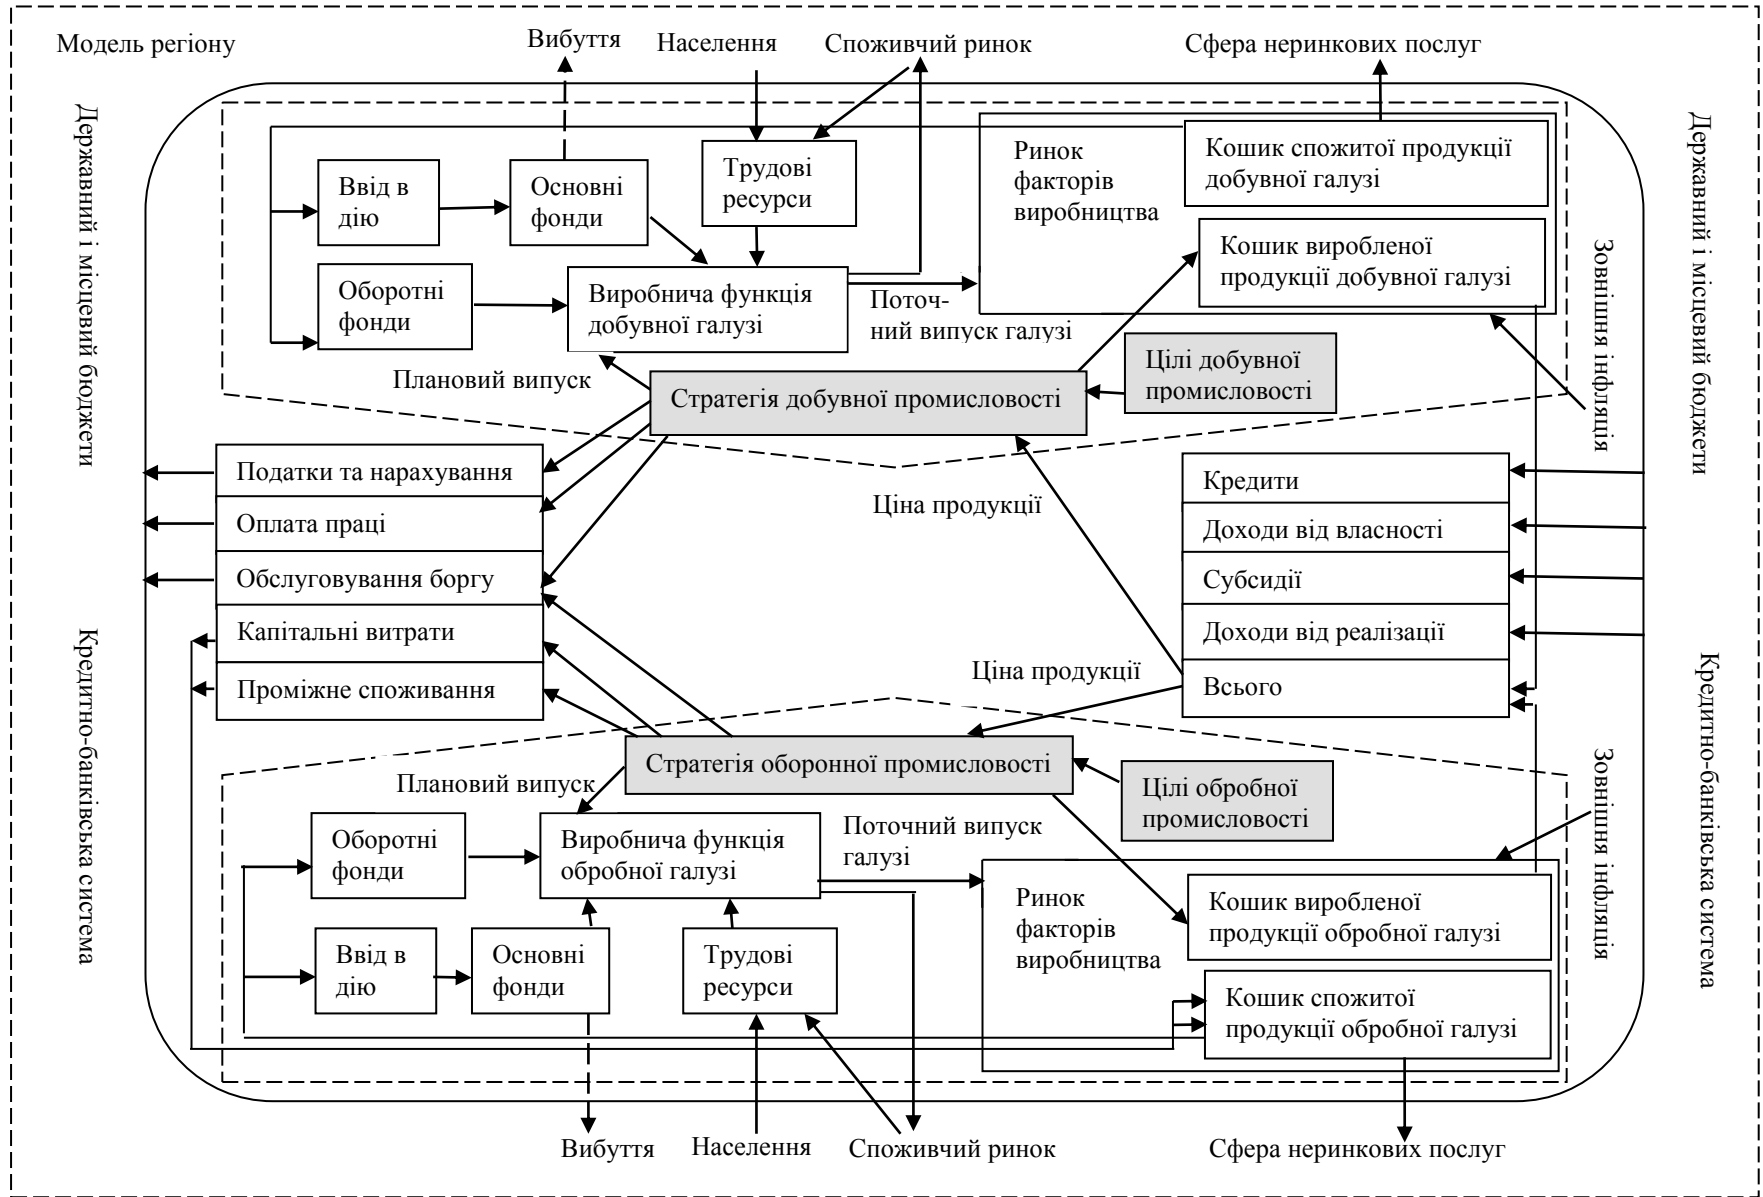 Модель регіону
Вибуття
Населення
Споживчий ринок
Сфера неринкових послуг
Державний і місцевий бюджети
Державний і місцевий бюджети
Ввід в
дію
Основні
фонди
Трудові
ресурси
Ринок
факторів
виробництва
Кошик спожитої продукції
добувної галузі
Кошик виробленої
продукції добувної галузі
Зовнішня інфляція
Оборотні
фонди
Виробнича функція
добувної галузі
Поточ-
ний випуск галузі
Плановий випуск
Стратегія добувної промисловості
Цілі добувної
промисловості
Податки та нарахування
Оплата праці
Обслуговування боргу
Капітальні витрати
Проміжне споживання
Ціна продукції
Ціна продукції
Кредити
Доходи від власності
Субсидії
Доходи від реалізації
Всього
Кредитно-банківська система
Кредитно-банківська система
Стратегія оборонної промисловості
Плановий випуск
Цілі обробної
промисловості
Зовнішня інфляція
Оборотні
фонди
Виробнича функція
обробної галузі
Поточний випуск
галузі
Ринок
факторів
виробництва
Кошик виробленої
продукції обробної галузі
Ввід в
дію
Основні
фонди
Трудові
ресурси
Кошик спожитої
продукції обробної галузі
Вибуття
Населення
Споживчий ринок
Сфера неринкових послуг